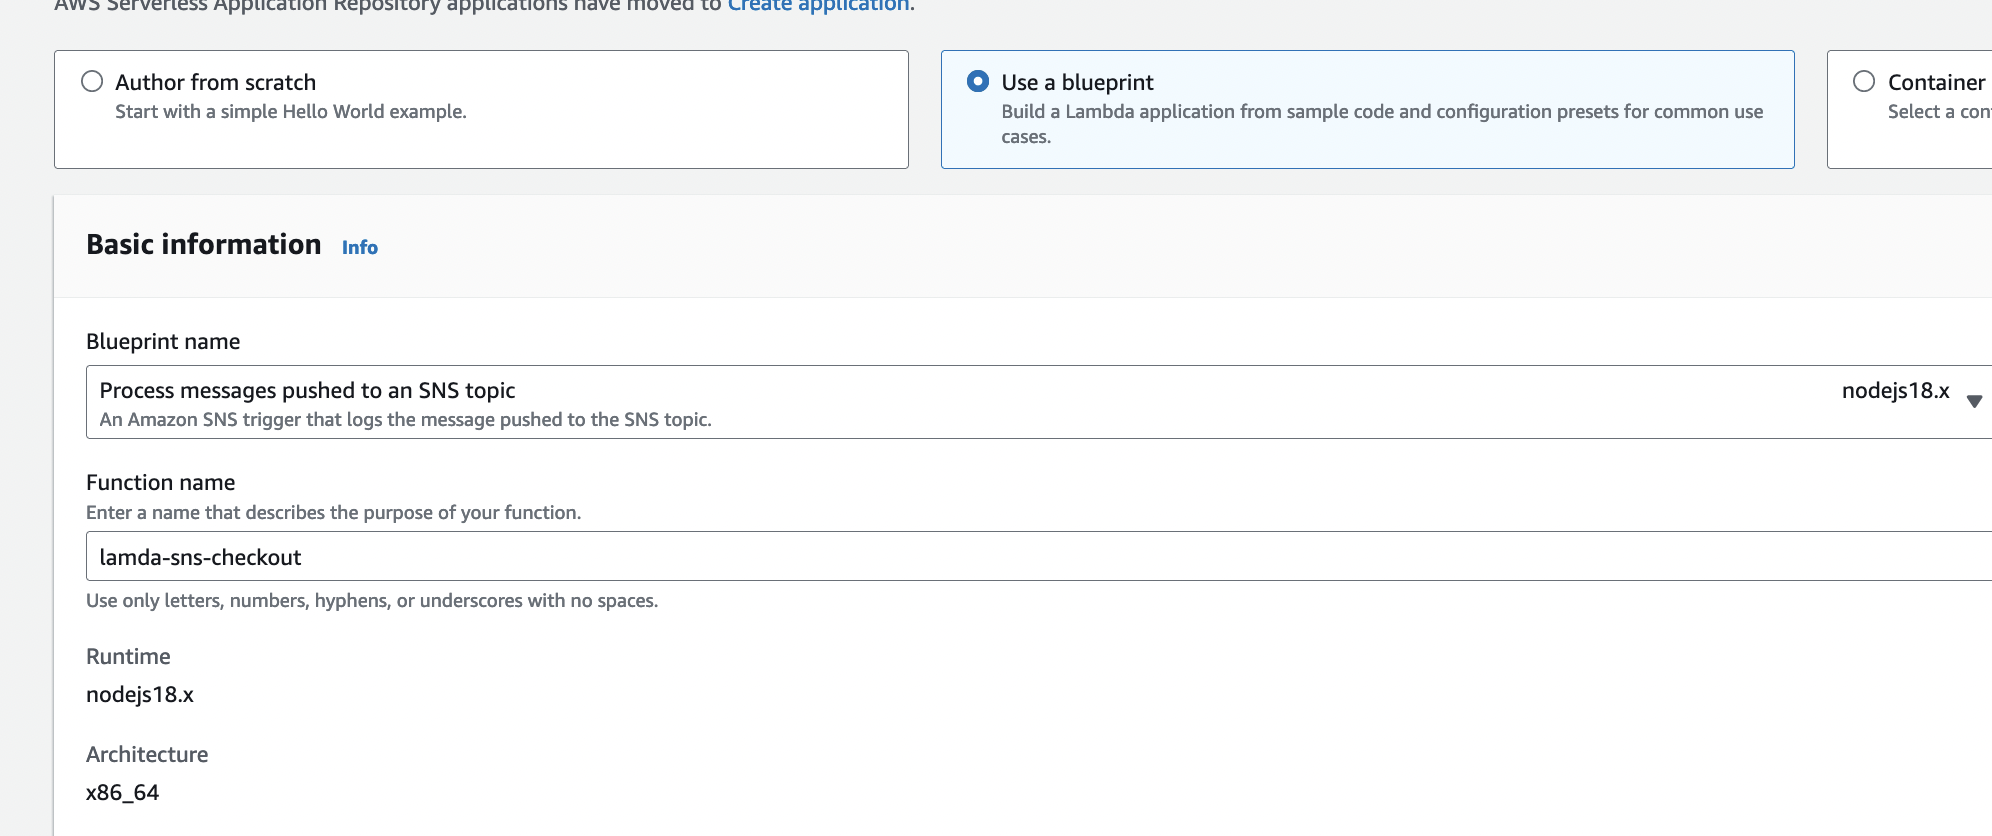 AWS Serverless Application Repository applications have moved to Create application.
Author from scratch
Start with a simple Hello World example.
Use a blueprint
Build a Lambda application from sample code and configuration presets for common use
cases.
Container
Select a con
Basic information Info
Blueprint name
Process messages pushed to an SNS topic
nodejs18.x
An Amazon SNS trigger that logs the message pushed to the SNS topic.
Function name
Enter a name that describes the purpose of your function.
lamda-sns-checkout
Use only letters, numbers, hyphens, or underscores with no spaces.
Runtime
nodejs18.x
Architecture
x86_64